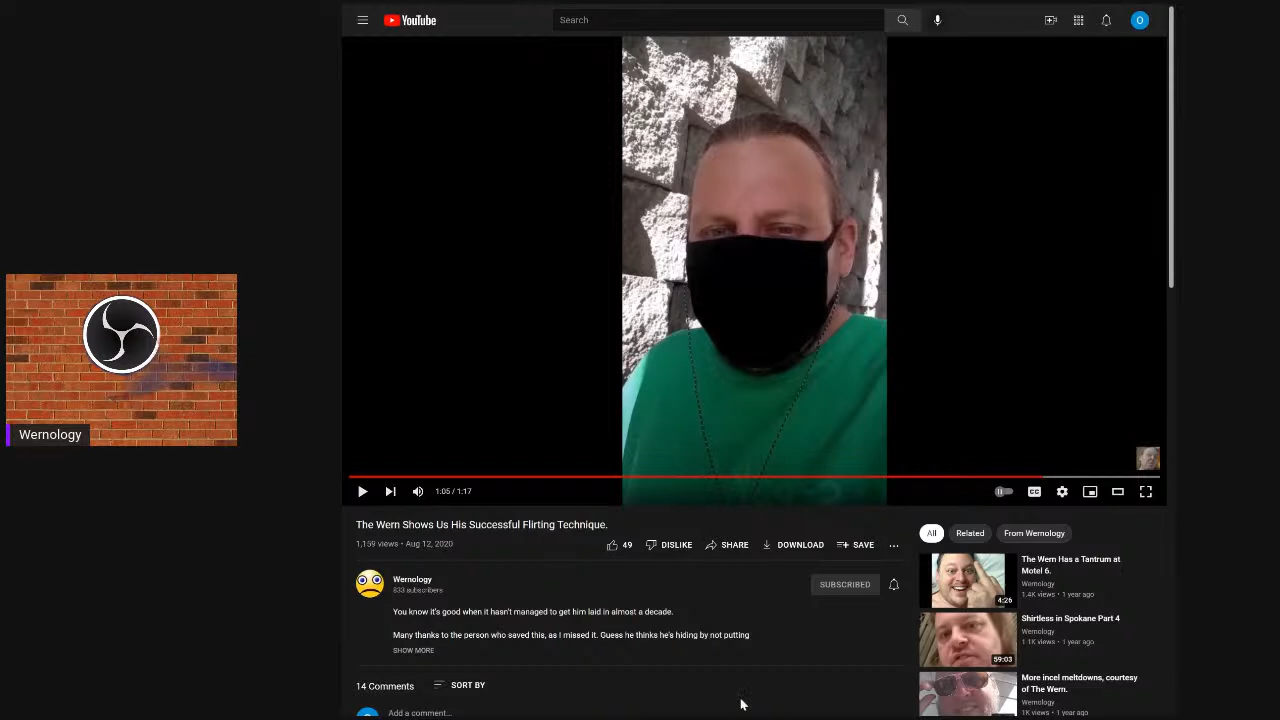 YouTube
Search
O
1:05 / 1:17
CC
The Wern Shows Us His Successful Flirting Technique.
1,159 views • Aug 12, 2020
49
DISLIKE
SHARE
DOWNLOAD
SAVE
Wernology
833 subscribers
SUBSCRIBED
You know it's good when it hasn't managed to get him laid in almost a decade.
Many thanks to the person who saved this, as I missed it. Guess he thinks he's hiding by not putting
SHOW MORE
14 Comments
SORT BY
Add a comment...
All
Related
From Wernology
4:26
The Wern Has a Tantrum at
Motel 6.
Wernology
1.4K views • 1 year ago
59:03
Shirtless in Spokane Part 4
Wernology
1.1K views • 1 year ago
More incel meltdowns, courtesy
of The Wern.
Wernology
1K views • 1 year ago
Wernology